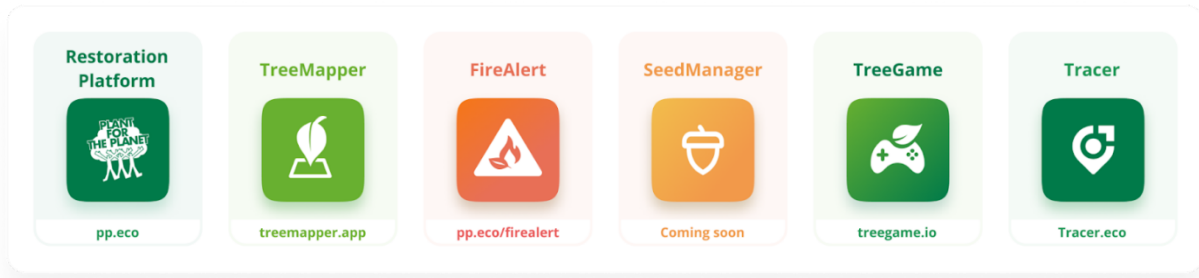 Restoration
Platform
PLANT
FOR
THE PLANET
pp.eco
TreeMapper
treemapper.app
FireAlert
pp.eco/firealert
SeedManager
Coming soon
TreeGame
treegame.io
Tracer
Tracer.eco